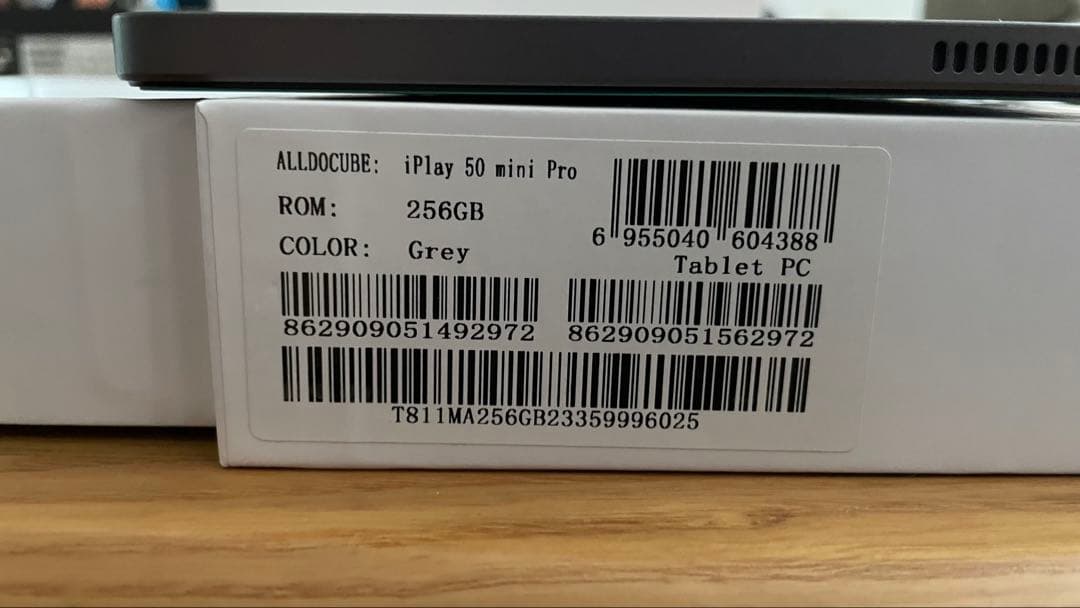 ALLDOCUBE: iPlay 50 mini Pro
ROM: 256GB
COLOR: Grey
6 955040 604388
Tablet PC
862909051492972 862909051562972
T811MA256GB23359996025